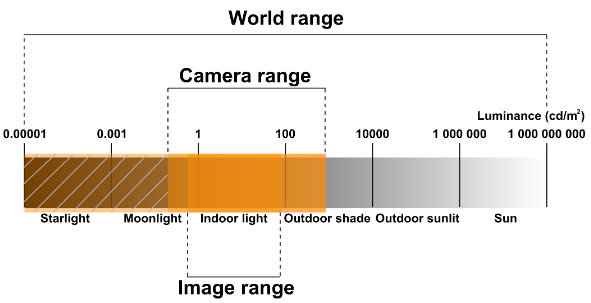 World range
Camera range
Luminance (cd/m²)
0.00001 0.001 1 100 10000 1 000 000 1 000 000 000
Starlight Moonlight Indoor light Outdoor shade Outdoor sunlit Sun
Image range